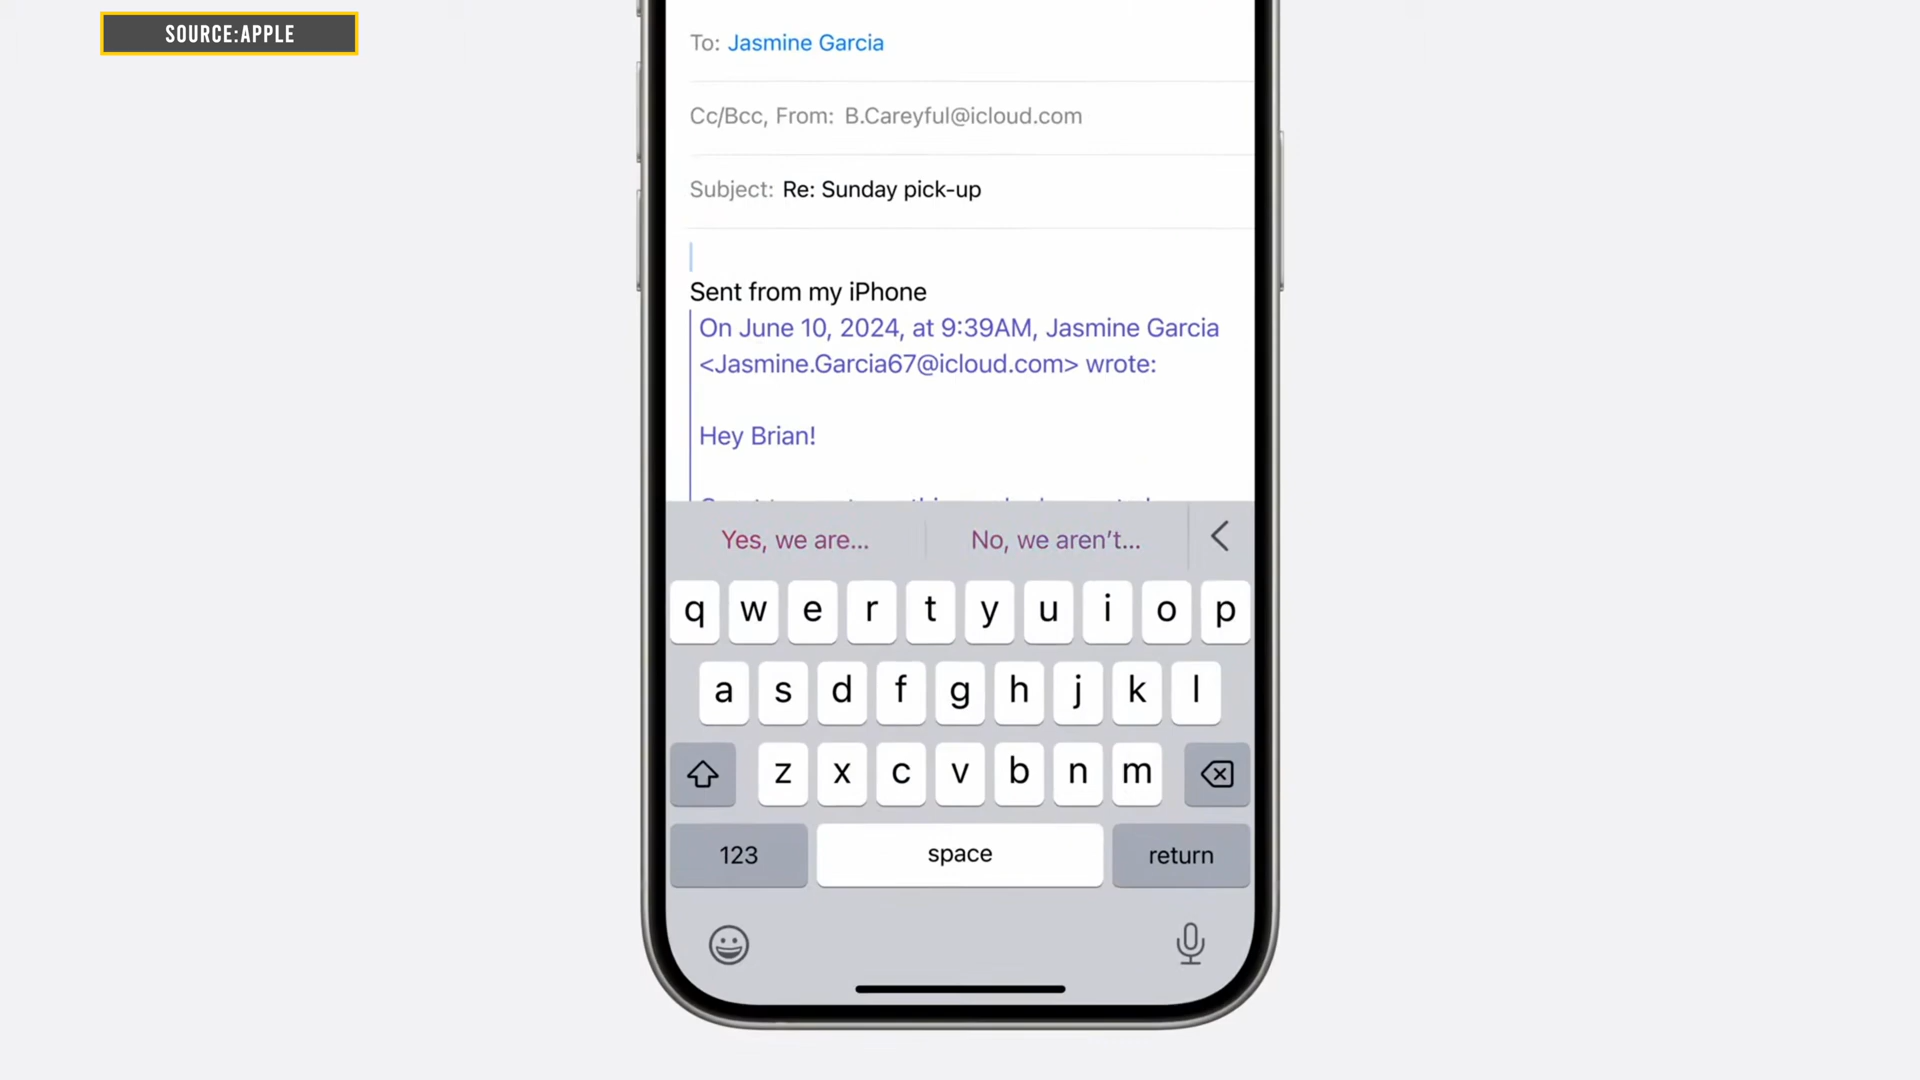 SOURCE:APPLE
To: Jasmine Garcia
Cc/Bcc, From: B.Careyful@icloud.com
Subject: Re: Sunday pick-up
Sent from my iPhone
On June 10, 2024, at 9:39AM, Jasmine Garcia
<Jasmine.Garcia67@icloud.com> wrote:
Hey Brian!
Yes, we are…
No, we aren’t…
q w e r t y u i o p
a s d f g h j k l
z x c v b n m
123 space return